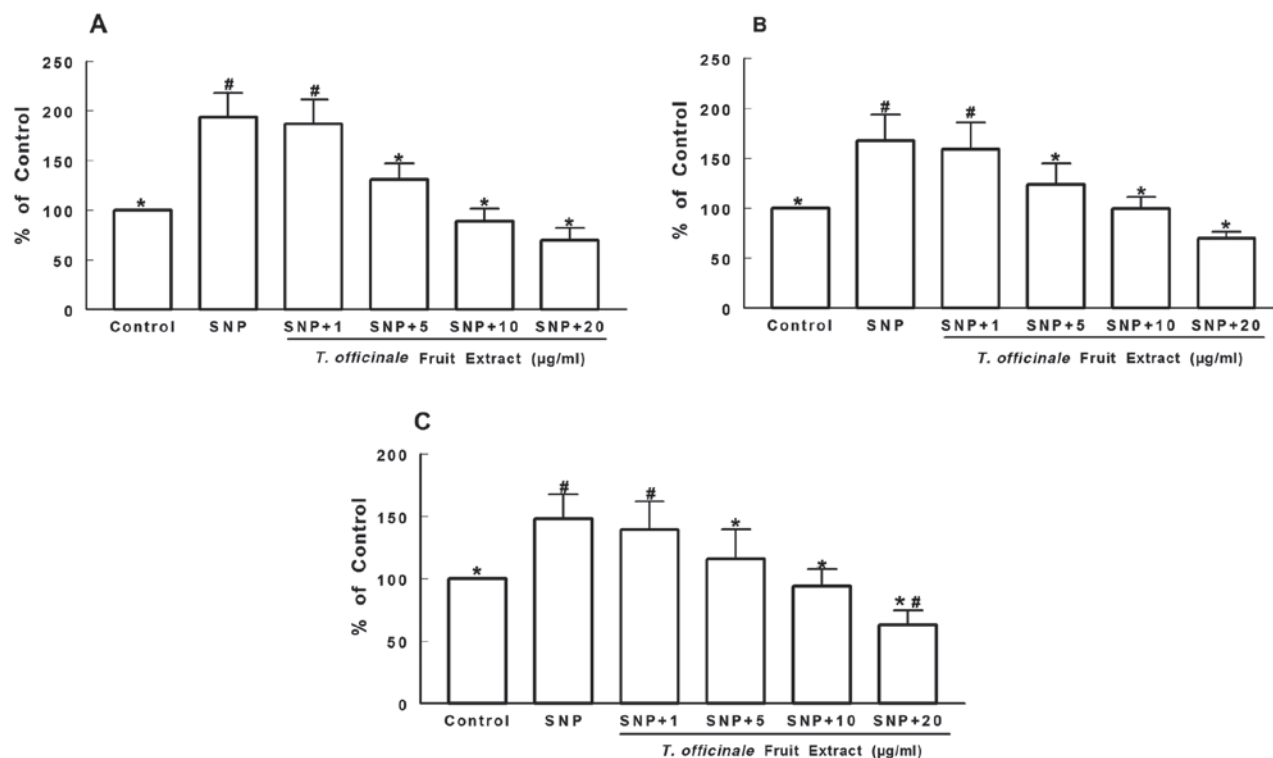 A
% of Control
250
200
150
100
50
0
*
#
#
*
*
*
Control SNP SNP+1 SNP+5 SNP+10 SNP+20
T. officinale Fruit Extract (µg/ml)
B
% of Control
250
200
150
100
50
0
*
#
#
*
*
*
Control SNP SNP+1 SNP+5 SNP+10 SNP+20
T. officinale Fruit Extract (µg/ml)
C
% of Control
200
150
100
50
0
*
#
#
*
*
* #
Control SNP SNP+1 SNP+5 SNP+10 SNP+20
T. officinale Fruit Extract (µg/ml)